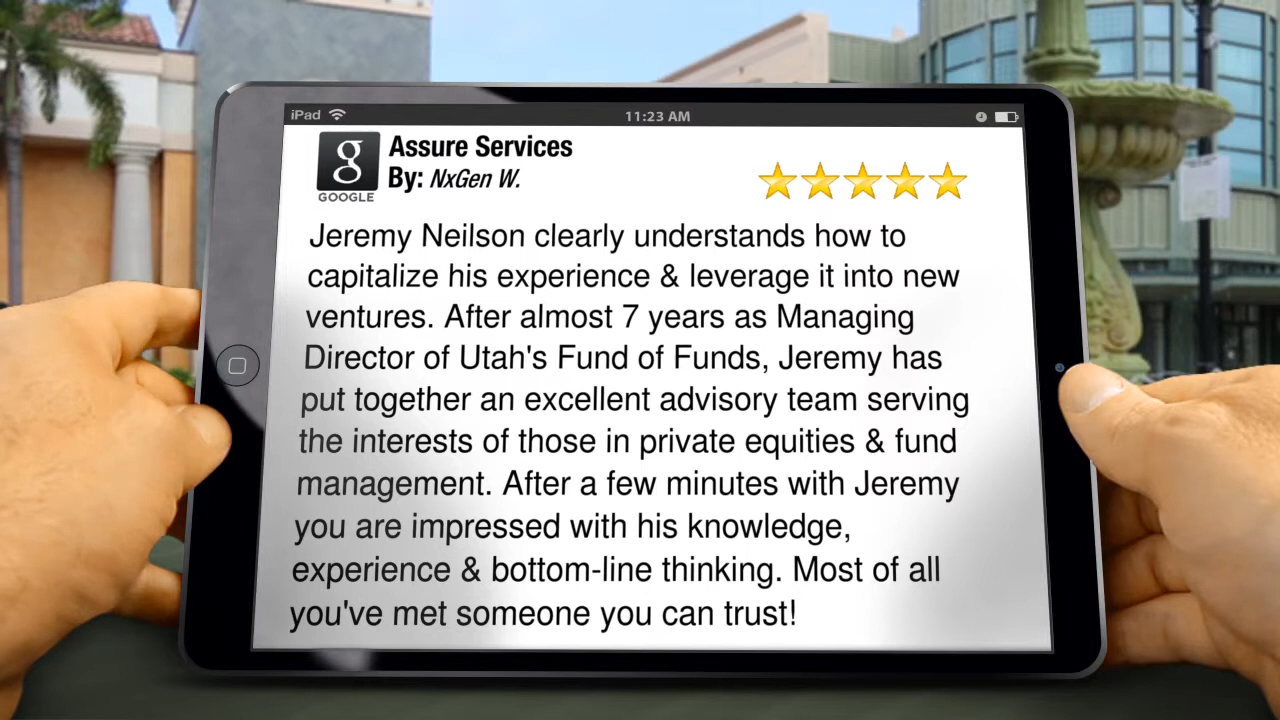 iPad
11:23 AM
g
GOOGLE
Assure Services
By: NxGen W.
Jeremy Neilson clearly understands how to
capitalize his experience & leverage it into new
ventures. After almost 7 years as Managing
Director of Utah's Fund of Funds, Jeremy has
put together an excellent advisory team serving
the interests of those in private equities & fund
management. After a few minutes with Jeremy
you are impressed with his knowledge,
experience & bottom-line thinking. Most of all
you've met someone you can trust!